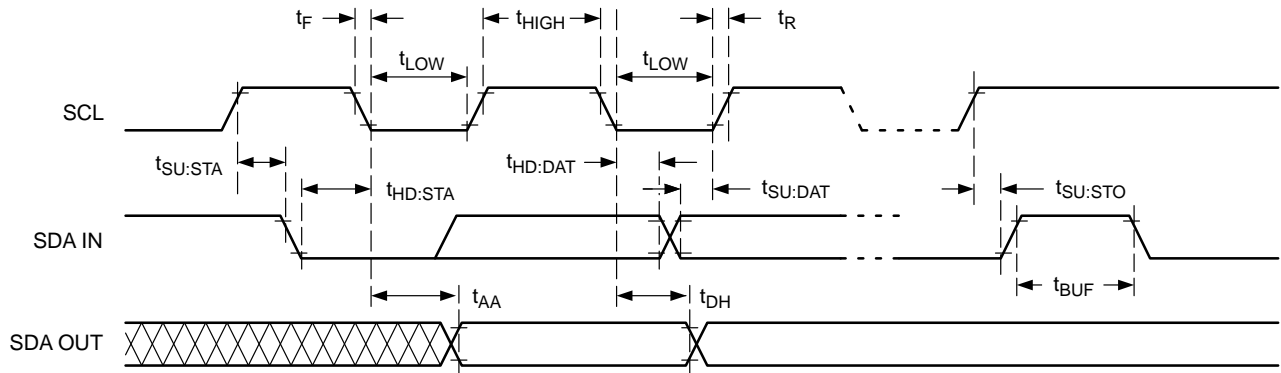 tF
tHIGH
tR
tLOW
tLOW
SCL
tSU:STA
tHD:STA
tHD:DAT
tSU:DAT
tSU:STO
SDA IN
tBUF
tAA
tDH
SDA OUT